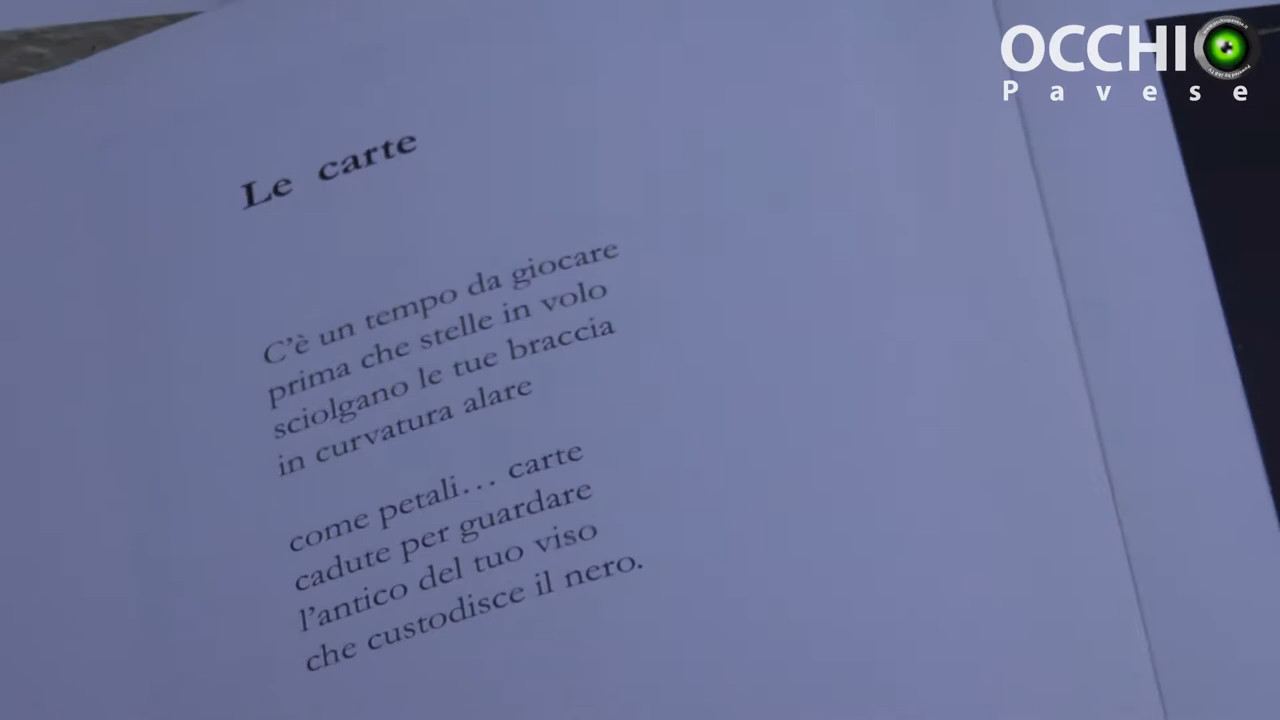 OCCHIO
Pavese
Le carte
C'è un tempo da giocare
prima che stelle in volo
sciolgano le tue braccia
in curvatura alare
come petali... carte
cadute per guardare
l'antico del tuo viso
che custodisce il nero.